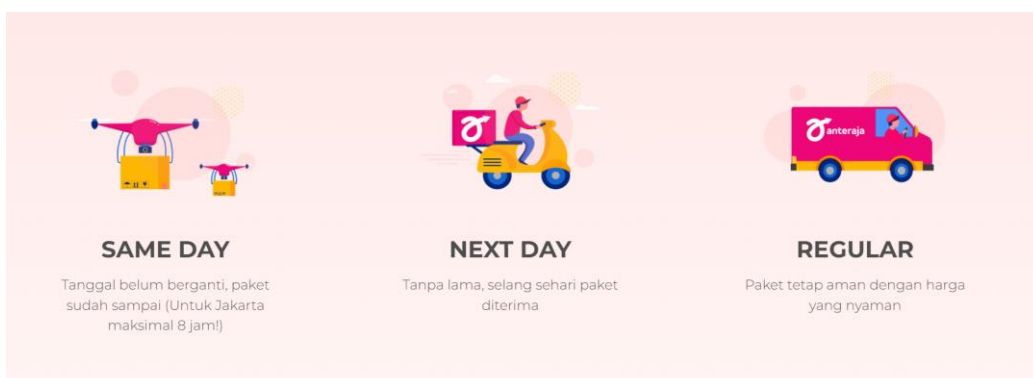 anteraja
SAME DAY
Tanggal belum berganti, paket
sudah sampai (Untuk Jakarta
maksimal 8 jam!)
NEXT DAY
Tanpa lama, selang sehari paket
diterima
REGULAR
Paket tetap aman dengan harga
yang nyaman